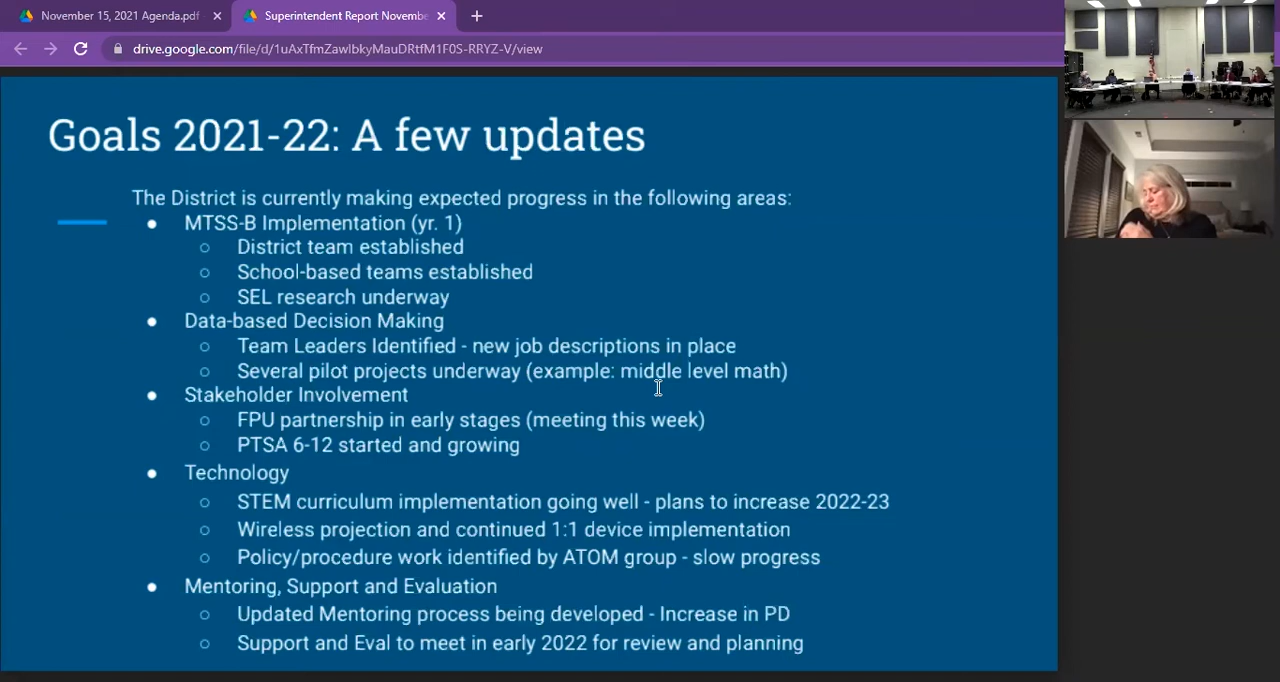 November 15, 2021 Agenda.pdf
Superintendent Report Novembe
drive.google.com/file/d/1uAxTfmZawlbkyMauDRtfM1F0S-RRYZ-V/view
Goals 2021-22: A few updates
The District is currently making expected progress in the following areas:
MTSS-B Implementation (yr. 1)
District team established
School-based teams established
SEL research underway
Data-based Decision Making
Team Leaders Identified - new job descriptions in place
Several pilot projects underway (example: middle level math)
Stakeholder Involvement
FPU partnership in early stages (meeting this week)
PTSA 6-12 started and growing
Technology
STEM curriculum implementation going well - plans to increase 2022-23
Wireless projection and continued 1:1 device implementation
Policy/procedure work identified by ATOM group - slow progress
Mentoring, Support and Evaluation
Updated Mentoring process being developed - Increase in PD
Support and Eval to meet in early 2022 for review and planning